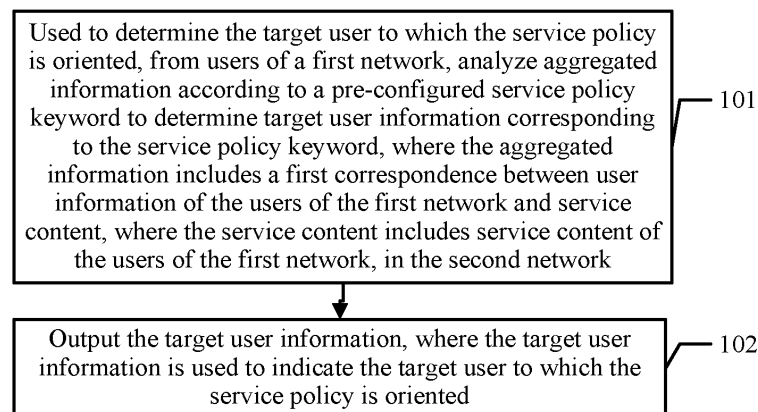 Used to determine the target user to which the service policy
is oriented, from users of a first network, analyze aggregated
information according to a pre-configured service policy
keyword to determine target user information corresponding
to the service policy keyword, where the aggregated
information includes a first correspondence between user
information of the users of the first network and service
content, where the service content includes service content of
the users of the first network, in the second network
101
Output the target user information, where the target user
information is used to indicate the target user to which the
service policy is oriented
102